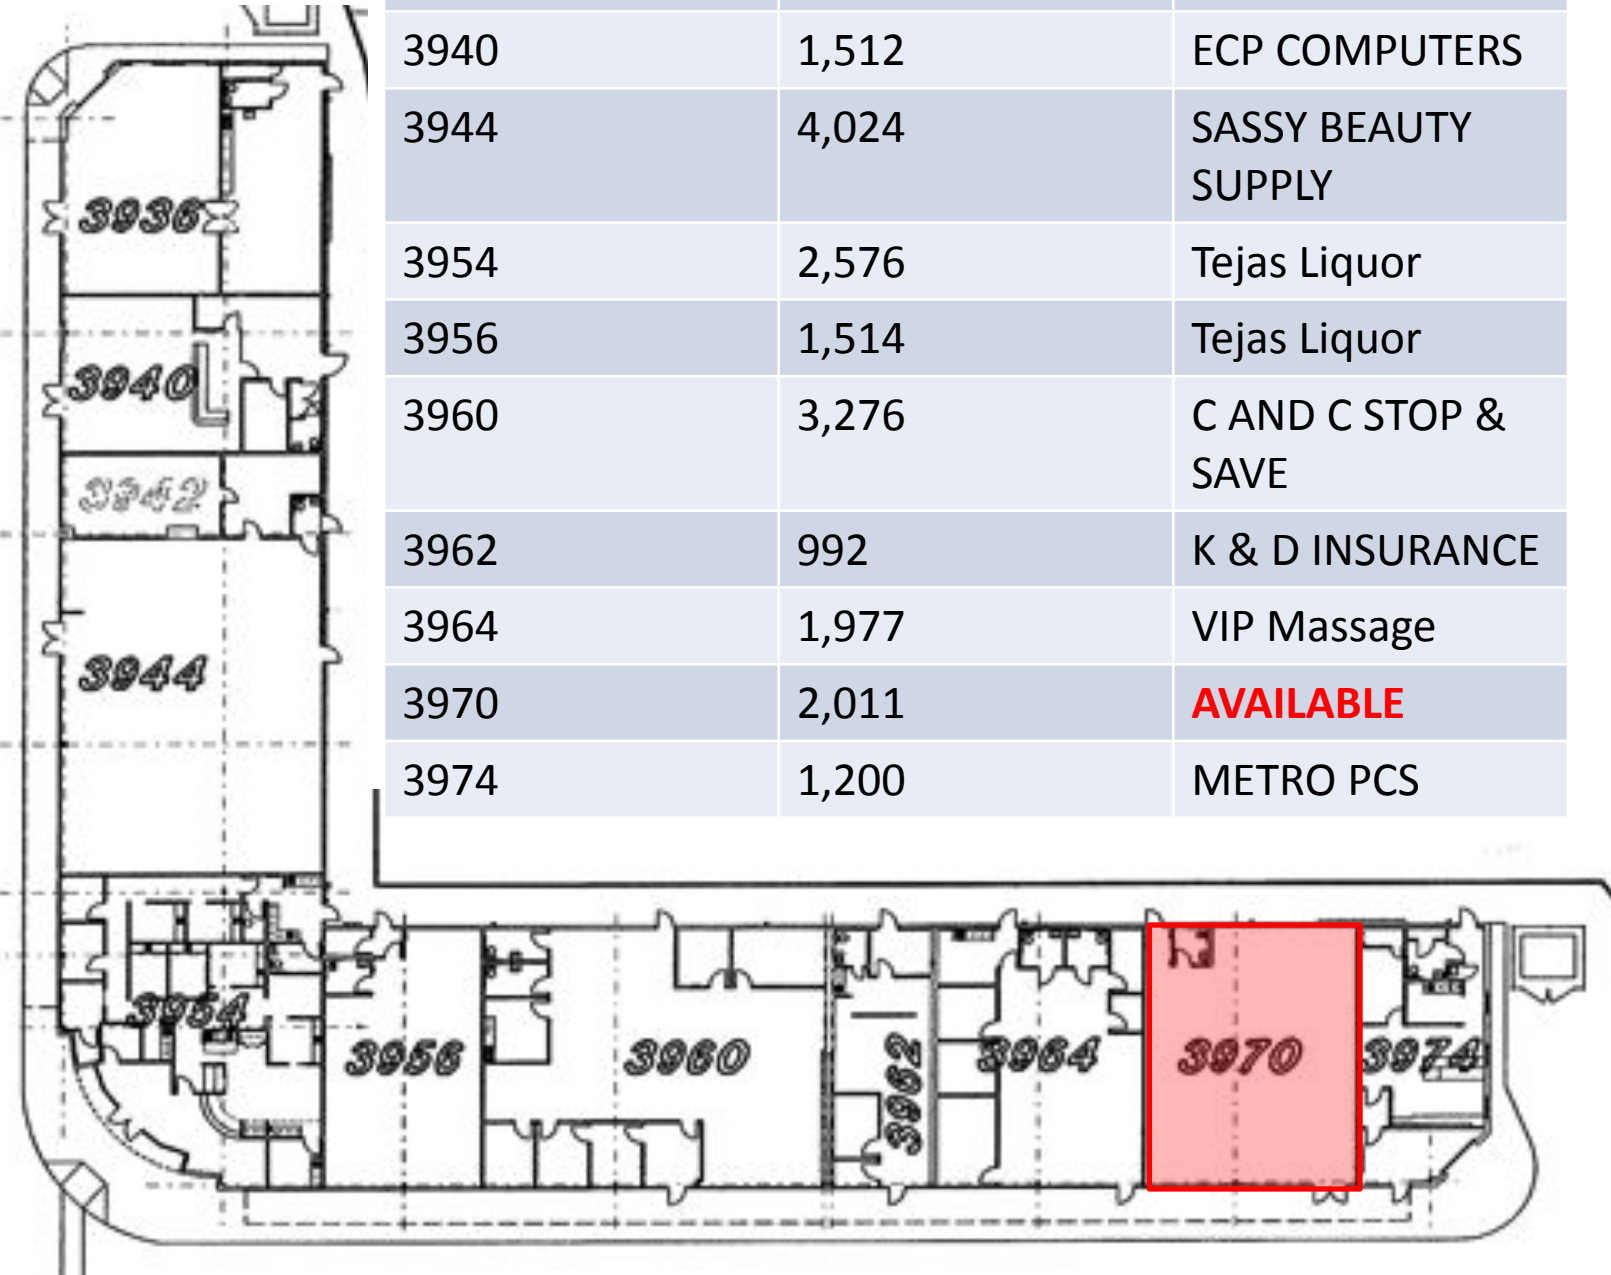 3940 1,512 ECP COMPUTERS
3944 4,024 SASSY BEAUTY
SUPPLY
3954 2,576 Tejas Liquor
3956 1,514 Tejas Liquor
3960 3,276 C AND C STOP &
SAVE
3962 992 K & D INSURANCE
3964 1,977 VIP Massage
3970 2,011 AVAILABLE
3974 1,200 METRO PCS
3936
3940
3942
3944
3954
3956
3960
3962
3964
3970
3974